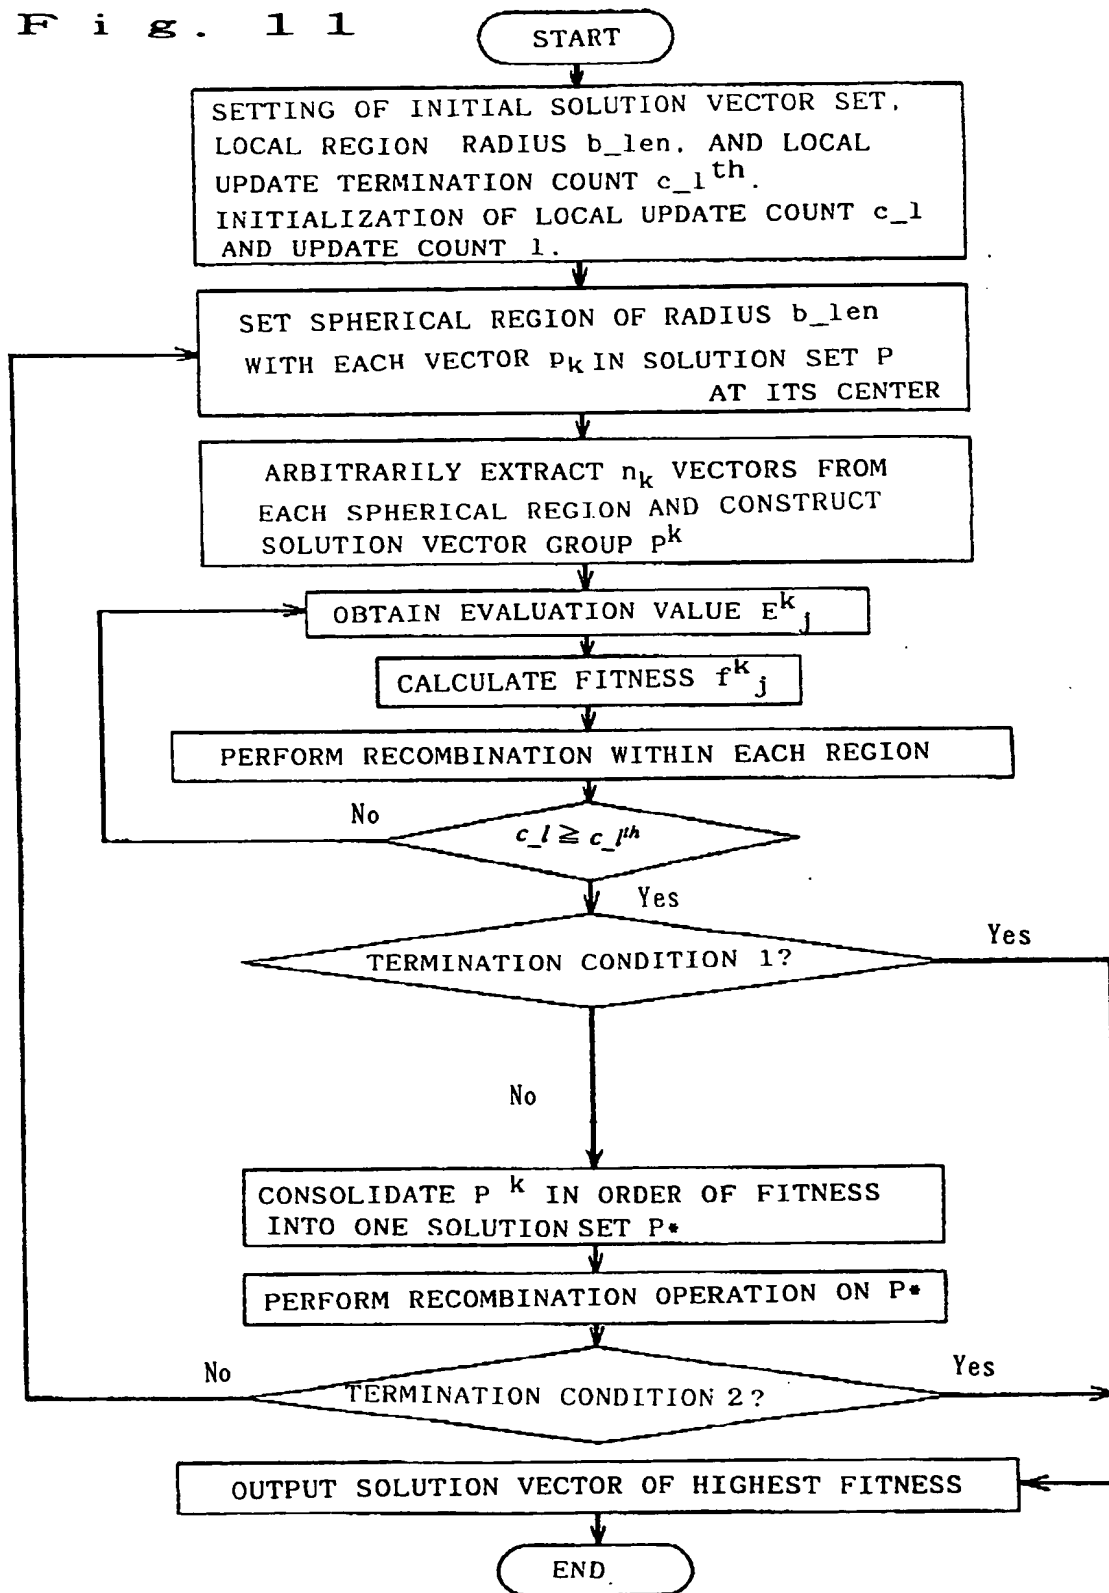 Fig. 11
START
SETTING OF INITIAL SOLUTION VECTOR SET,
LOCAL REGION RADIUS b_len, AND LOCAL
UPDATE TERMINATION COUNT c_l^th.
INITIALIZATION OF LOCAL UPDATE COUNT c_l
AND UPDATE COUNT l.
SET SPHERICAL REGION OF RADIUS b_len
WITH EACH VECTOR p_k IN SOLUTION SET P
AT ITS CENTER
ARBITRARILY EXTRACT n_k VECTORS FROM
EACH SPHERICAL REGION AND CONSTRUCT
SOLUTION VECTOR GROUP P^k
OBTAIN EVALUATION VALUE E^k_j
CALCULATE FITNESS f^k_j
PERFORM RECOMBINATION WITHIN EACH REGION
No
c_l ≧ c_l^th
Yes
TERMINATION CONDITION 1?
Yes
No
CONSOLIDATE P^k IN ORDER OF FITNESS
INTO ONE SOLUTION SET P*
PERFORM RECOMBINATION OPERATION ON P*
No
TERMINATION CONDITION 2?
Yes
OUTPUT SOLUTION VECTOR OF HIGHEST FITNESS
END